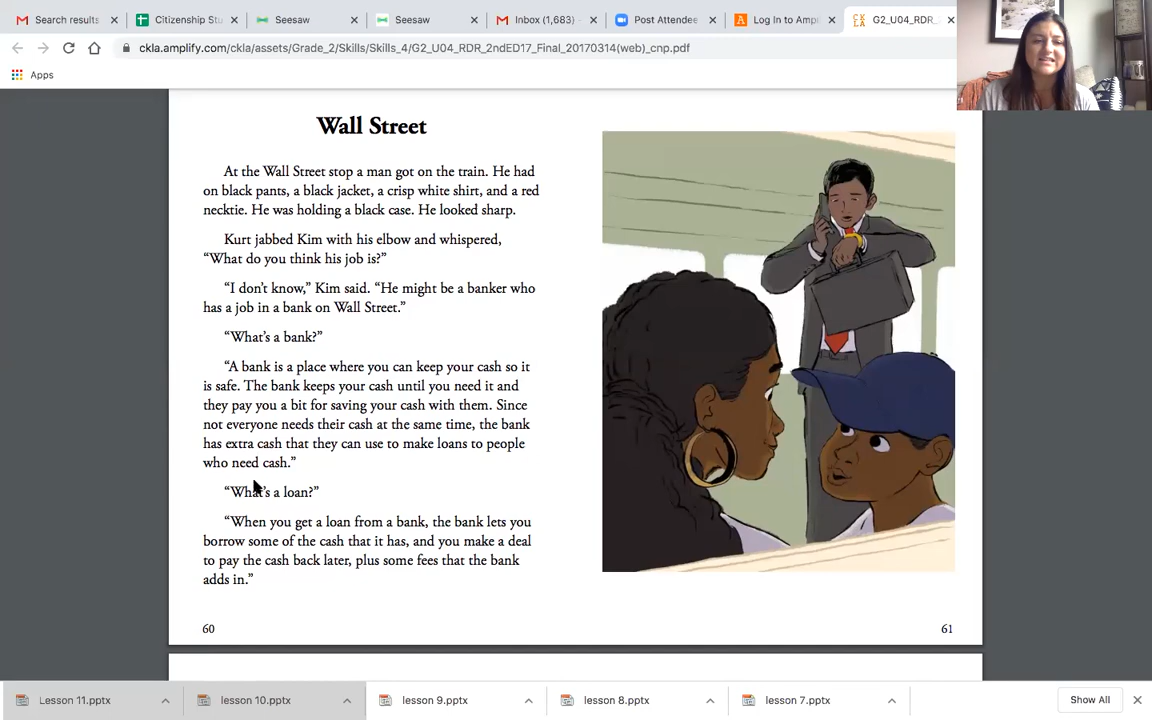 Search results
Citizenship Stu
Seesaw
Seesaw
Inbox (1,683) -
Post Attendee
Log In to Ampl
G2_U04_RDR_
ckla.amplify.com/ckla/assets/Grade_2/Skills/Skills_4/G2_U04_RDR_2ndED17_Final_20170314(web)_cnp.pdf
Apps
Wall Street
At the Wall Street stop a man got on the train. He had
on black pants, a black jacket, a crisp white shirt, and a red
necktie. He was holding a black case. He looked sharp.
Kurt jabbed Kim with his elbow and whispered,
“What do you think his job is?”
“I don’t know,” Kim said. “He might be a banker who
has a job in a bank on Wall Street.”
“What’s a bank?”
“A bank is a place where you can keep your cash so it
is safe. The bank keeps your cash until you need it and
they pay you a bit for saving your cash with them. Since
not everyone needs their cash at the same time, the bank
has extra cash that they can use to make loans to people
who need cash.”
“What’s a loan?”
“When you get a loan from a bank, the bank lets you
borrow some of the cash that it has, and you make a deal
to pay the cash back later, plus some fees that the bank
adds in.”
60
61
Lesson 11.pptx
lesson 10.pptx
lesson 9.pptx
lesson 8.pptx
lesson 7.pptx
Show All